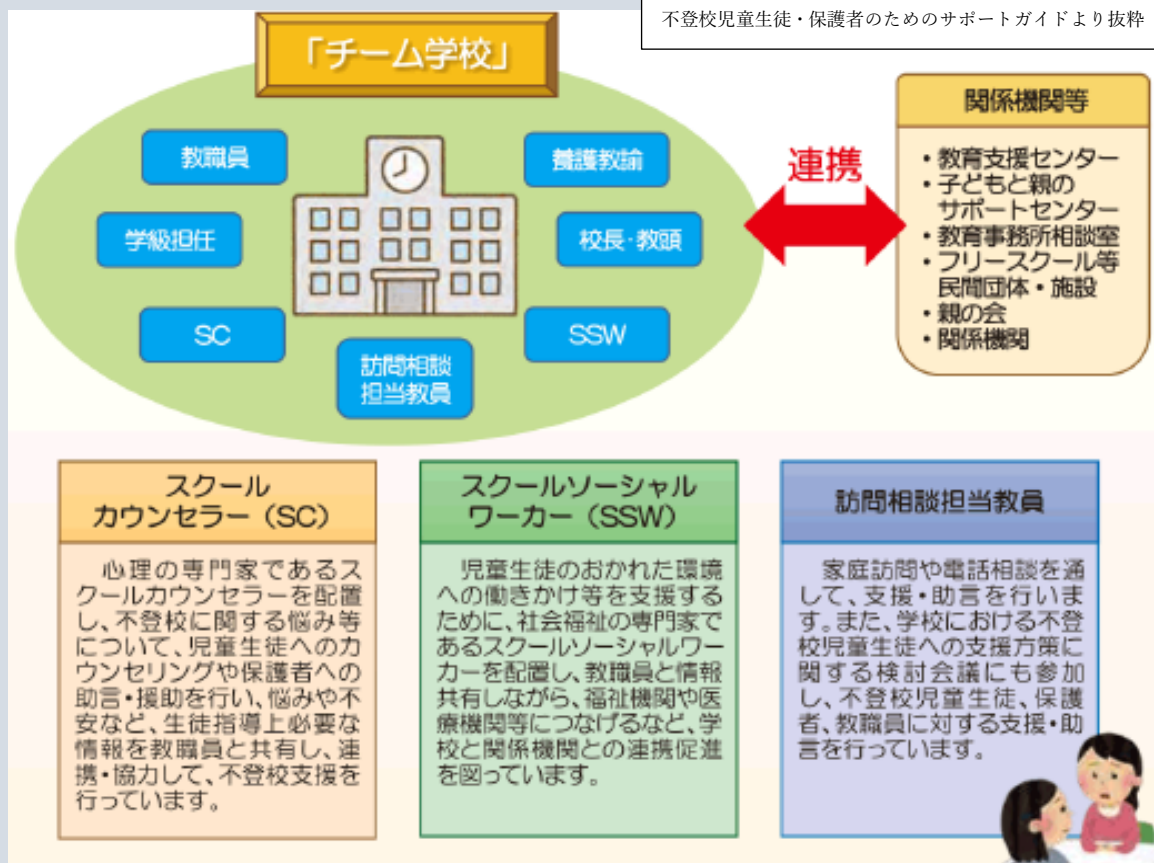 不登校児童生徒・保護者のためのサポートガイドより抜粋
「チーム学校」
教職員
養護教諭
学級担任
校長・教頭
SC
SSW
訪問相談
担当教員
連携
関係機関等
・教育支援センター
・子どもと親の
サポートセンター
・教育事務所相談室
・フリースクール等
民間団体・施設
・親の会
・関係機関
スクール
カウンセラー（SC）
心理の専門家であるス
クールカウンセラーを配置
し、不登校に関する悩み等
について、児童生徒へのカ
ウンセリングや保護者への
助言・援助を行い、悩みや不
安など、生徒指導上必要な
情報を教職員と共有し、連
携・協力して、不登校支援を
行っています。
スクールソーシャル
ワーカー（SSW）
児童生徒のおかれた環境
への働きかけ等を支援する
ために、社会福祉の専門家で
あるスクールソーシャルワー
カーを配置し、教職員と情報
共有しながら、福祉機関や医
療機関等につなげるなど、学
校と関係機関との連携促進
を図っています。
訪問相談担当教員
家庭訪問や電話相談を通
して、支援・助言を行いま
す。また、学校における不登
校児童生徒への支援方策に
関する検討会議にも参加
し、不登校児童生徒、保護
者、教職員に対する支援・助
言を行っています。